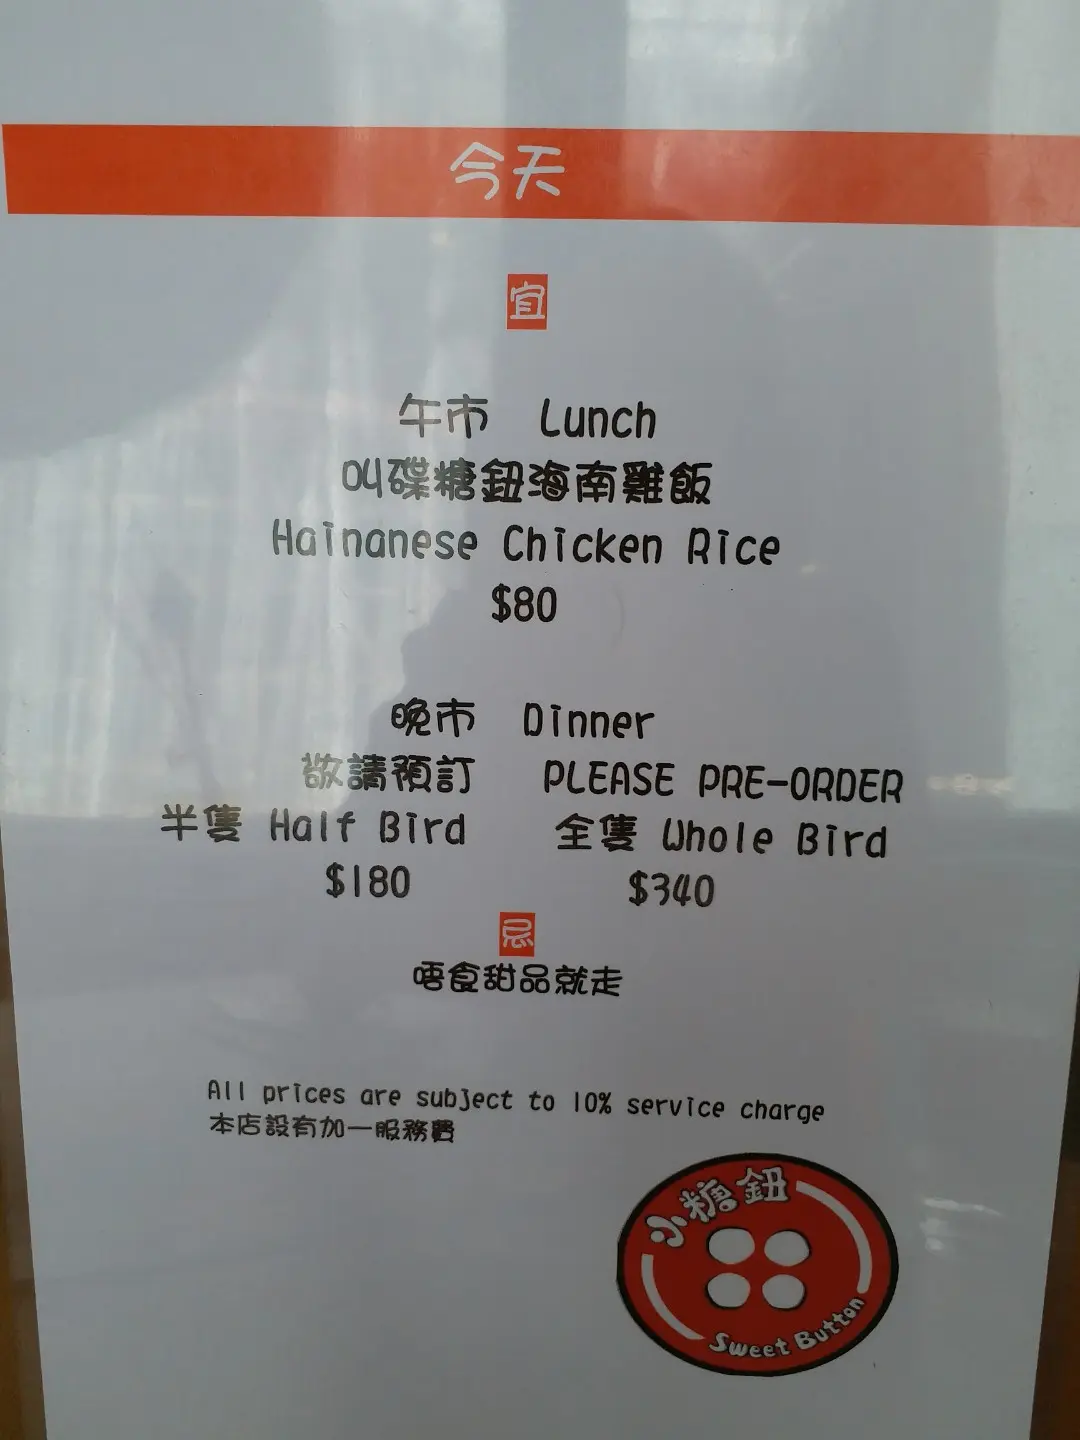 今天
宜
午市 Lunch
叫碟糖鈕海南雞飯
Hainanese Chicken Rice
$80
晚市 Dinner
敬請預訂 PLEASE PRE-ORDER
半隻 Half Bird 全隻 Whole Bird
$180 $340
忌
唔食甜品就走
All prices are subject to 10% service charge
本店設有加一服務費
小糖鈕
Sweet Button